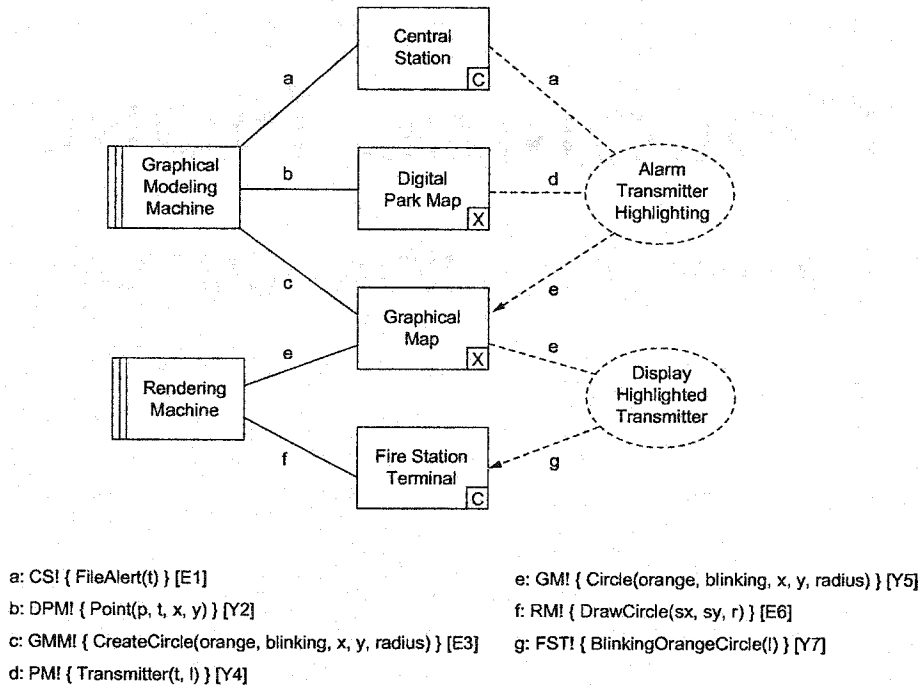 Central
Station
C
a
a
Graphical
Modeling
Machine
b
Digital
Park Map
X
d
Alarm
Transmitter
Highlighting
c
e
Graphical
Map
X
e
e
Rendering
Machine
Display
Highlighted
Transmitter
f
Fire Station
Terminal
C
g
a: CS! { FileAlert(t) } [E1]
b: DPM! { Point(p, t, x, y) } [Y2]
c: GMM! { CreateCircle(orange, blinking, x, y, radius) } [E3]
d: PM! { Transmitter(t, l) } [Y4]
e: GM! { Circle(orange, blinking, x, y, radius) } [Y5]
f: RM! { DrawCircle(sx, sy, r) } [E6]
g: FST! { BlinkingOrangeCircle(l) } [Y7]